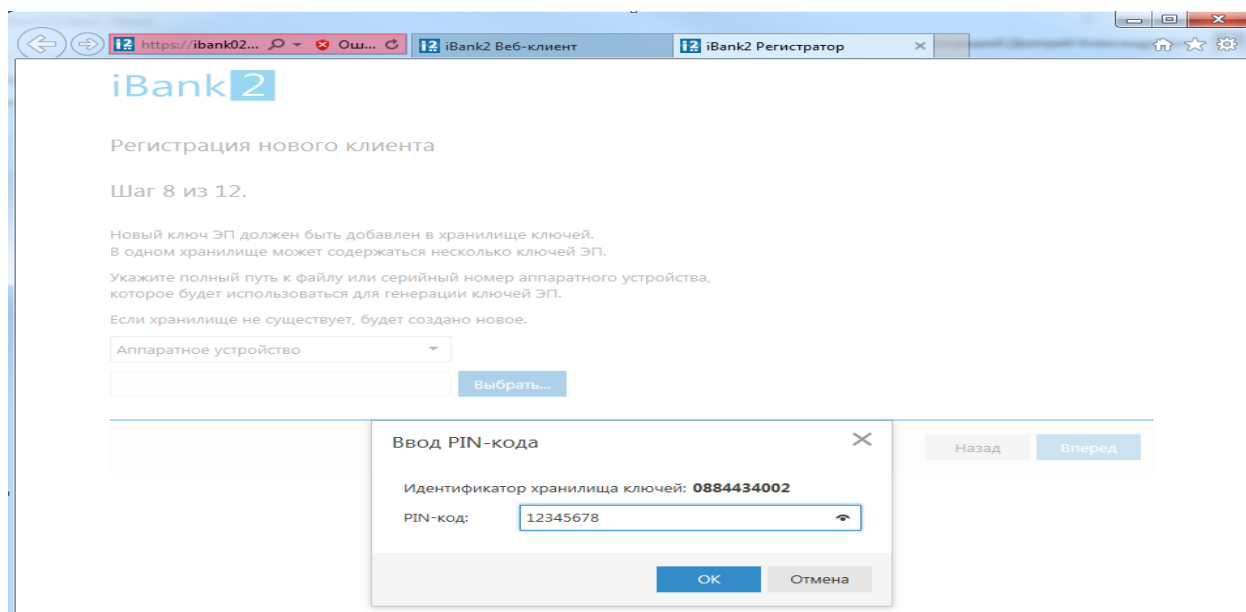 https://ibank02... Ош... iBank2 Веб-клиент iBank2 Регистратор
iBank 2
Регистрация нового клиента
Шаг 8 из 12.
Новый ключ ЭП должен быть добавлен в хранилище ключей.
В одном хранилище может содержаться несколько ключей ЭП.
Укажите полный путь к файлу или серийный номер аппаратного устройства,
которое будет использоваться для генерации ключей ЭП.
Если хранилище не существует, будет создано новое.
Аппаратное устройство
Выбрать...
Назад Вперед
Ввод PIN-кода
Идентификатор хранилища ключей: 0884434002
PIN-код: 12345678
OK Отмена